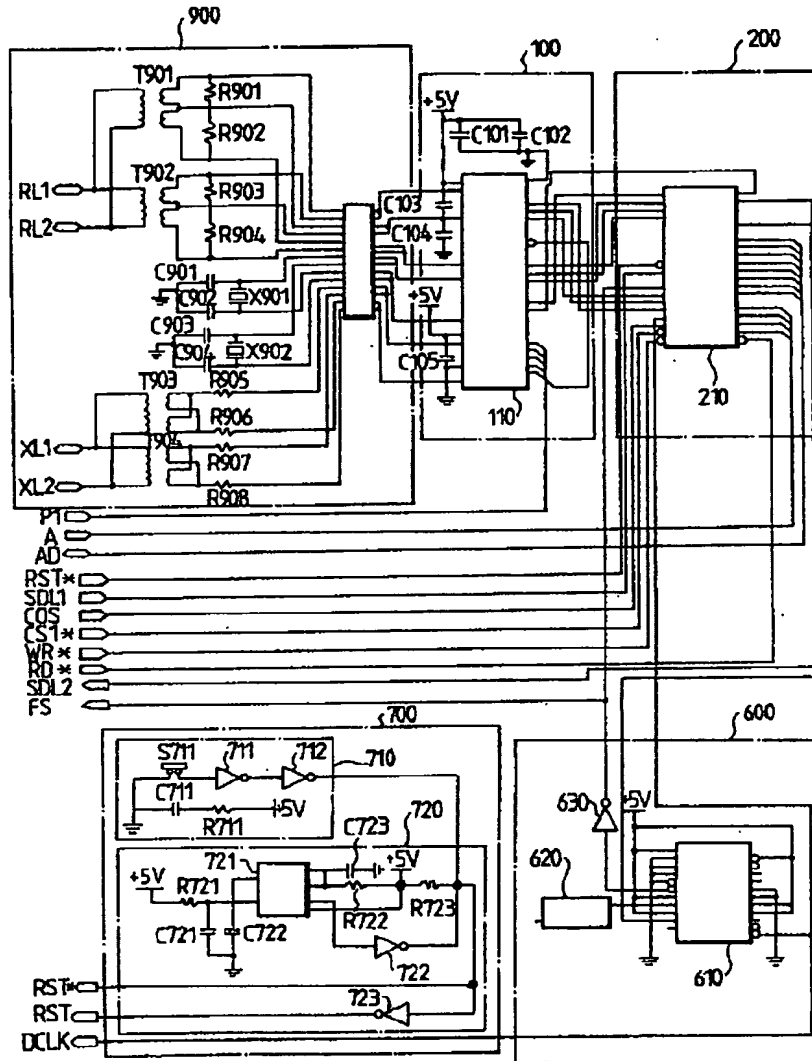 900
100
200
T901
R901
R902
+5V
C101
C102
T902
R903
R904
RL1
RL2
C103
C104
C901
C902
X901
+5V
C903
C904
X902
C105
110
210
T903
R905
R906
XL1
R907
XL2
R908
P1
A
AD
RST*
SDL1
COS
CS1*
WR*
RD*
SDL2
FS
700
600
S711
711
712
710
C711
R711
+5V
720
C723
630
+5V
721
+5V
+5V
R721
R722
R723
620
C721
C722
722
610
RST*
723
RST
DCLK